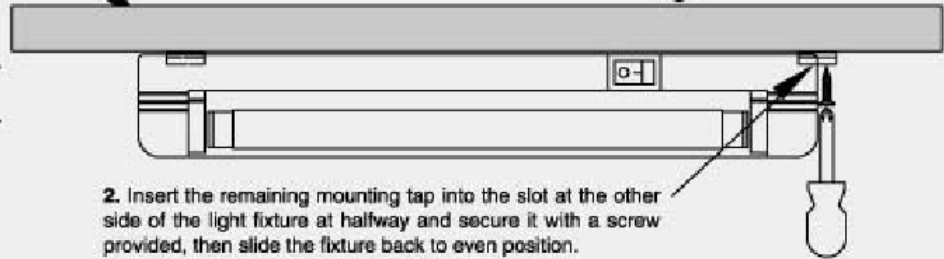 2. Insert the remaining mounting tap into the slot at the other
side of the light fixture at halfway and secure it with a screw
provided, then slide the fixture back to even position.